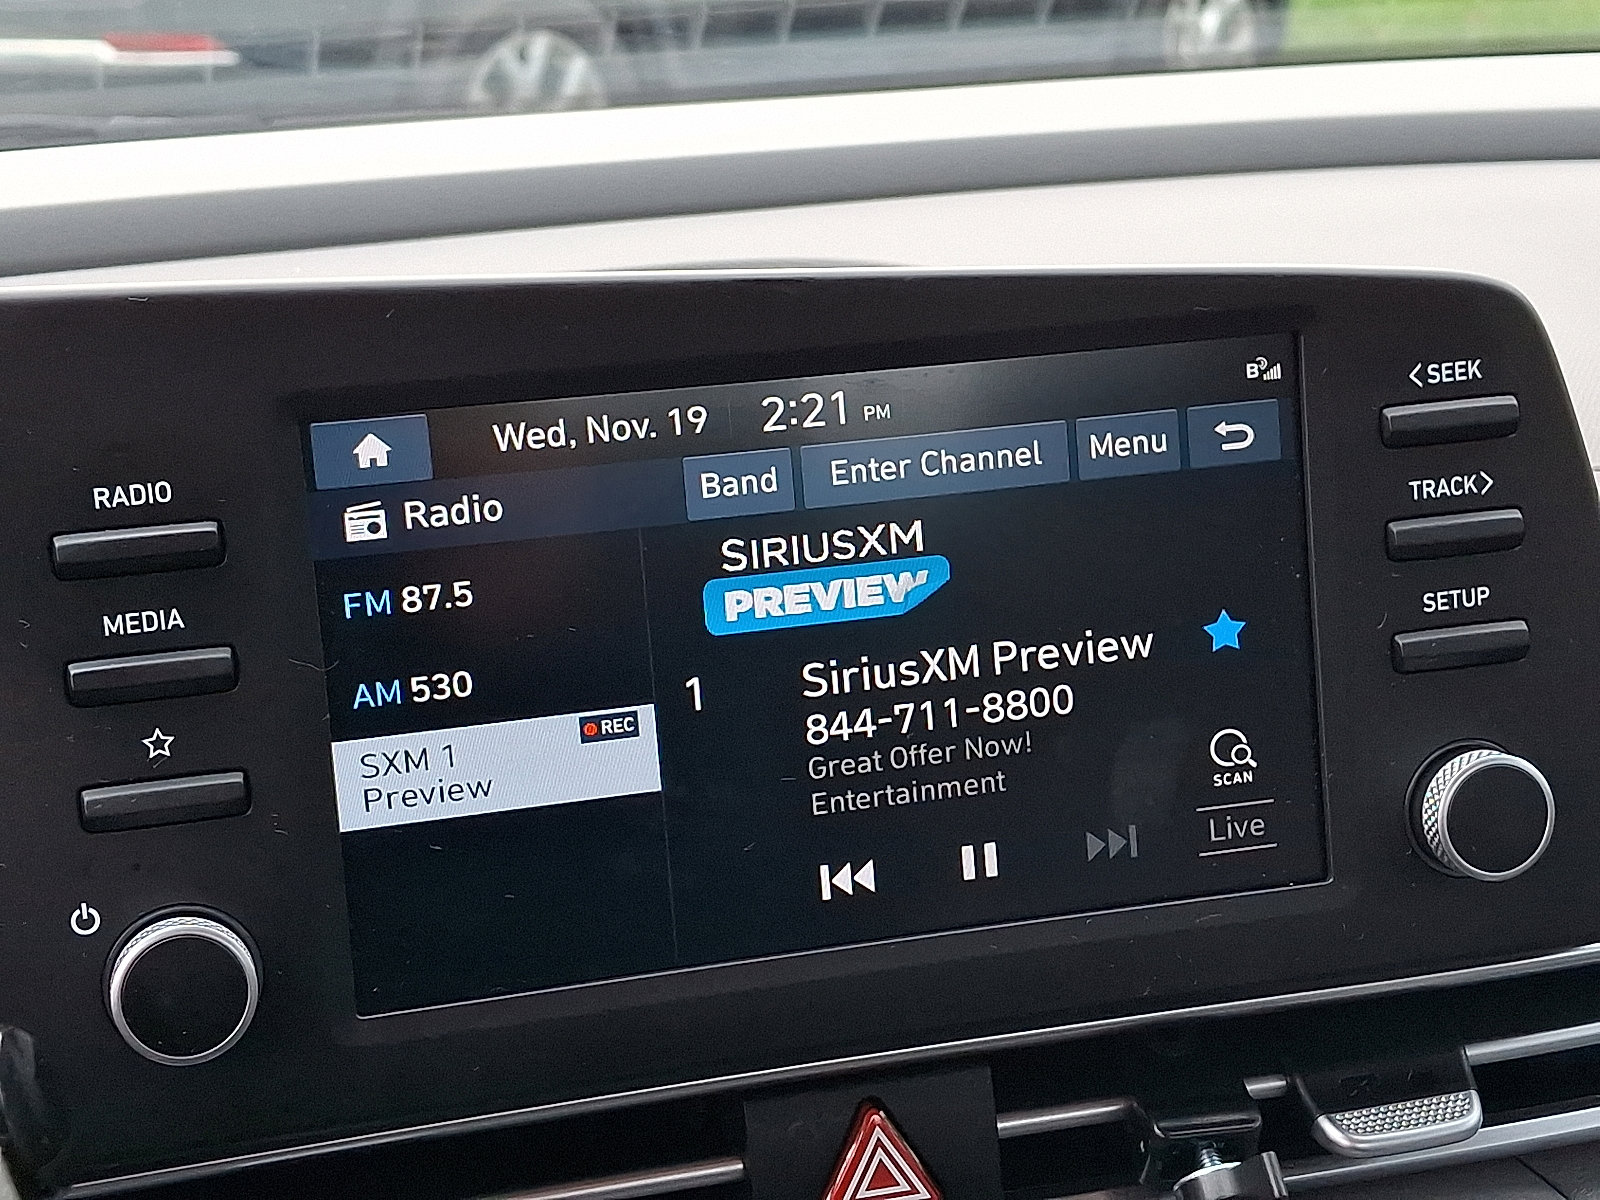 Wed, Nov. 19 2:21 PM
B
Radio
Band
Enter Channel
Menu
FM 87.5
AM 530
REC
SXM 1
Preview
SIRIUSXM
PREVIEW
1
SiriusXM Preview
844-711-8800
Great Offer Now!
Entertainment
SCAN
Live
RADIO
MEDIA
<SEEK
TRACK>
SETUP